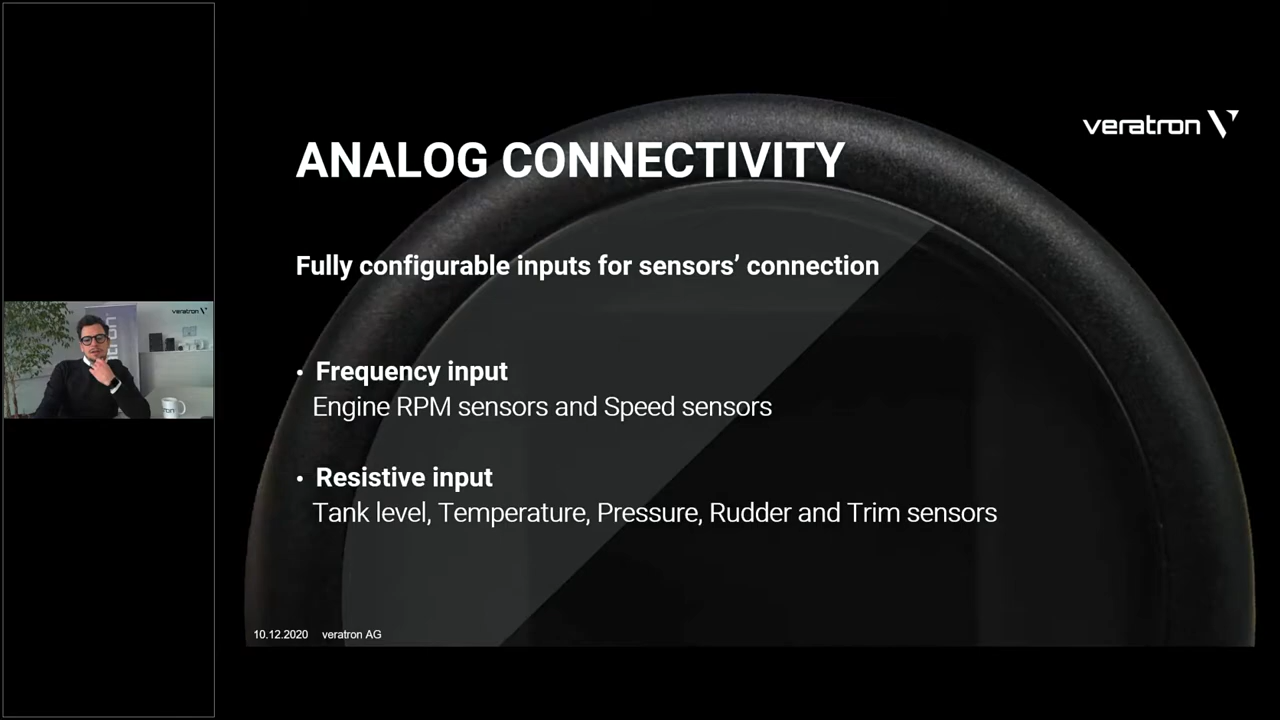 veratron
ANALOG CONNECTIVITY
Fully configurable inputs for sensors’ connection
• Frequency input
Engine RPM sensors and Speed sensors
• Resistive input
Tank level, Temperature, Pressure, Rudder and Trim sensors
10.12.2020 veratron AG
veratron